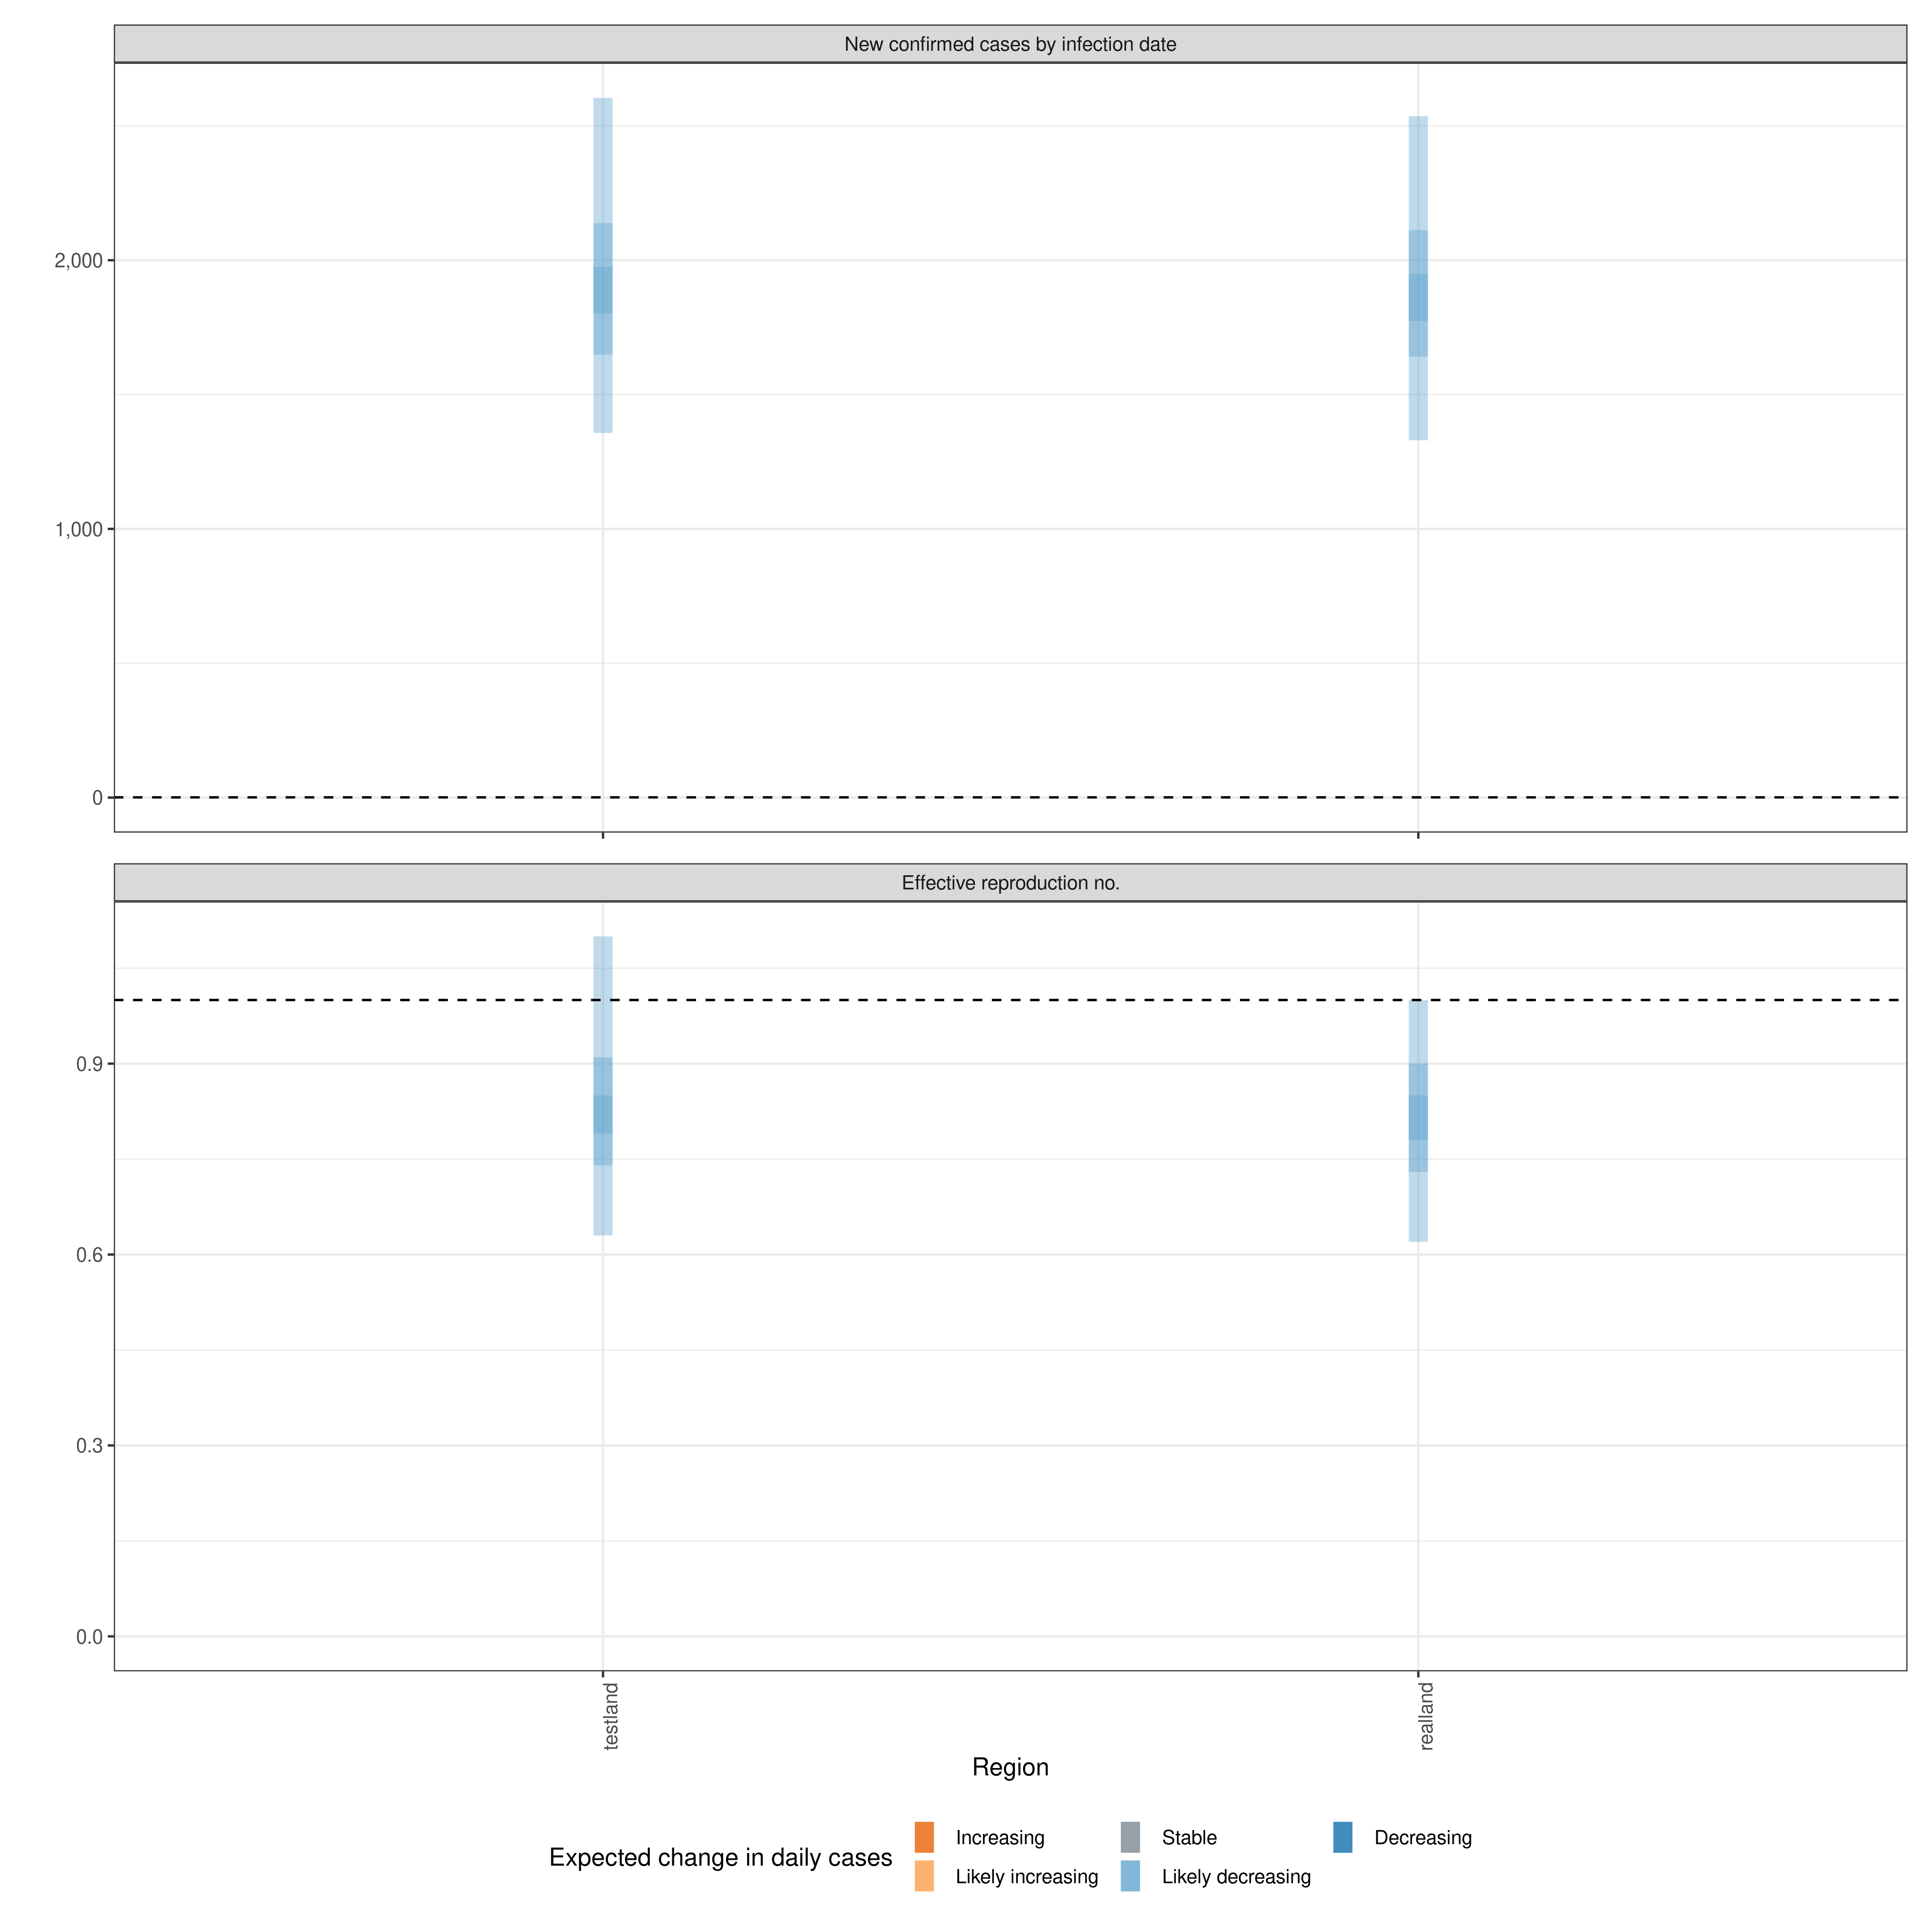 New confirmed cases by infection date
2,000
1,000
0
Effective reproduction no.
0.9
0.6
0.3
0.0
testland
realland
Region
Expected change in daily cases
Increasing
Stable
Decreasing
Likely increasing
Likely decreasing